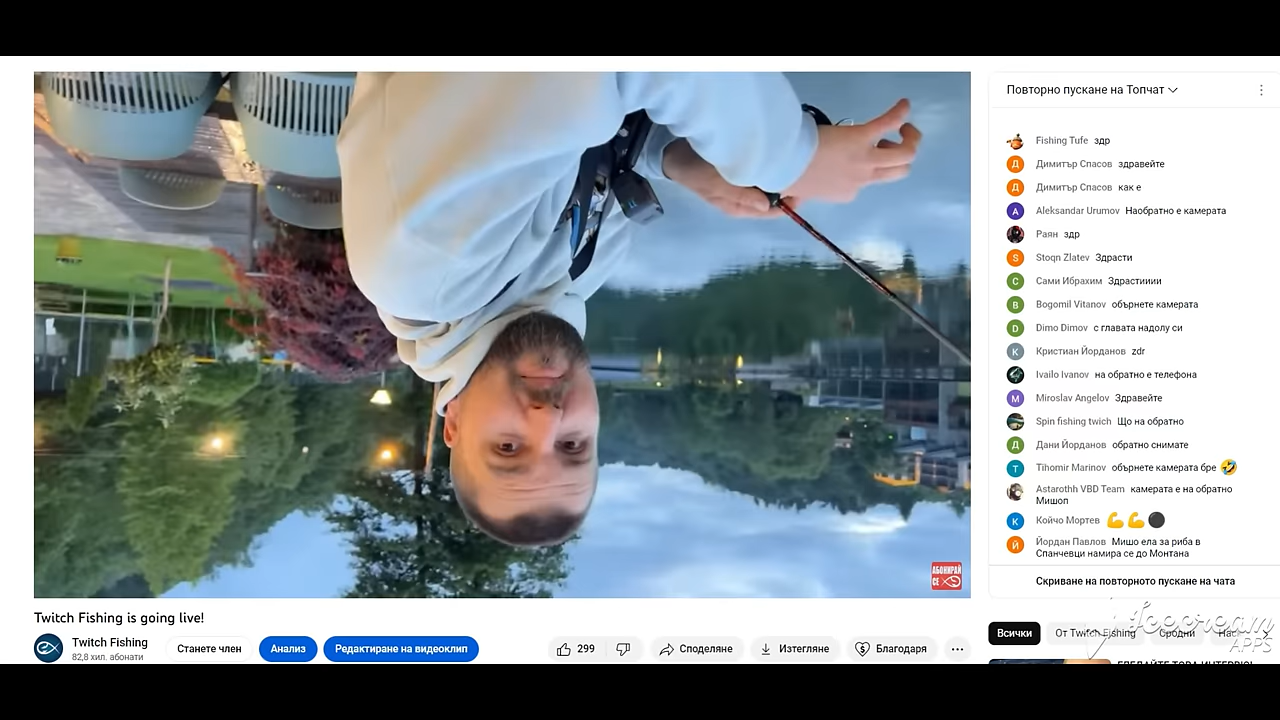 Повторно пускане на Топчат
Fishing Tufe здр
Димитър Спасов здравейте
Димитър Спасов как е
Aleksandar Urumov Наобратно е камерата
Раян здр
Stoqn Zlatev Здрасти
Сами Ибрахим Здрастииии
Bogomil Vitanov обърнете камерата
Dimo Dimov с главата надолу си
Кристиан Йорданов zdr
Ivailo Ivanov на обратно е телефона
Miroslav Angelov Здравейте
Spin fishing twich Що на обратно
Дани Йорданов обратно снимате
Tihomir Marinov обърнете камерата бре 🤣
Astarothh VBD Team камерата е на обратно
Мишоп
Койчо Мортев 💪💪⚫
Йордан Павлов Мишо ела за риба в
Спанчевци намира се до Монтана
Скриване на повторното пускане на чата
АБОНИРАЙ
СЕ
Twitch Fishing is going live!
Twitch Fishing
82,8 хил. абонати
Станете член
Анализ
Редактиране на видеоклип
299
Споделяне
Изтегляне
Благодаря
Всички
От Twitch Fishing
Сродни
Icecream
APPS